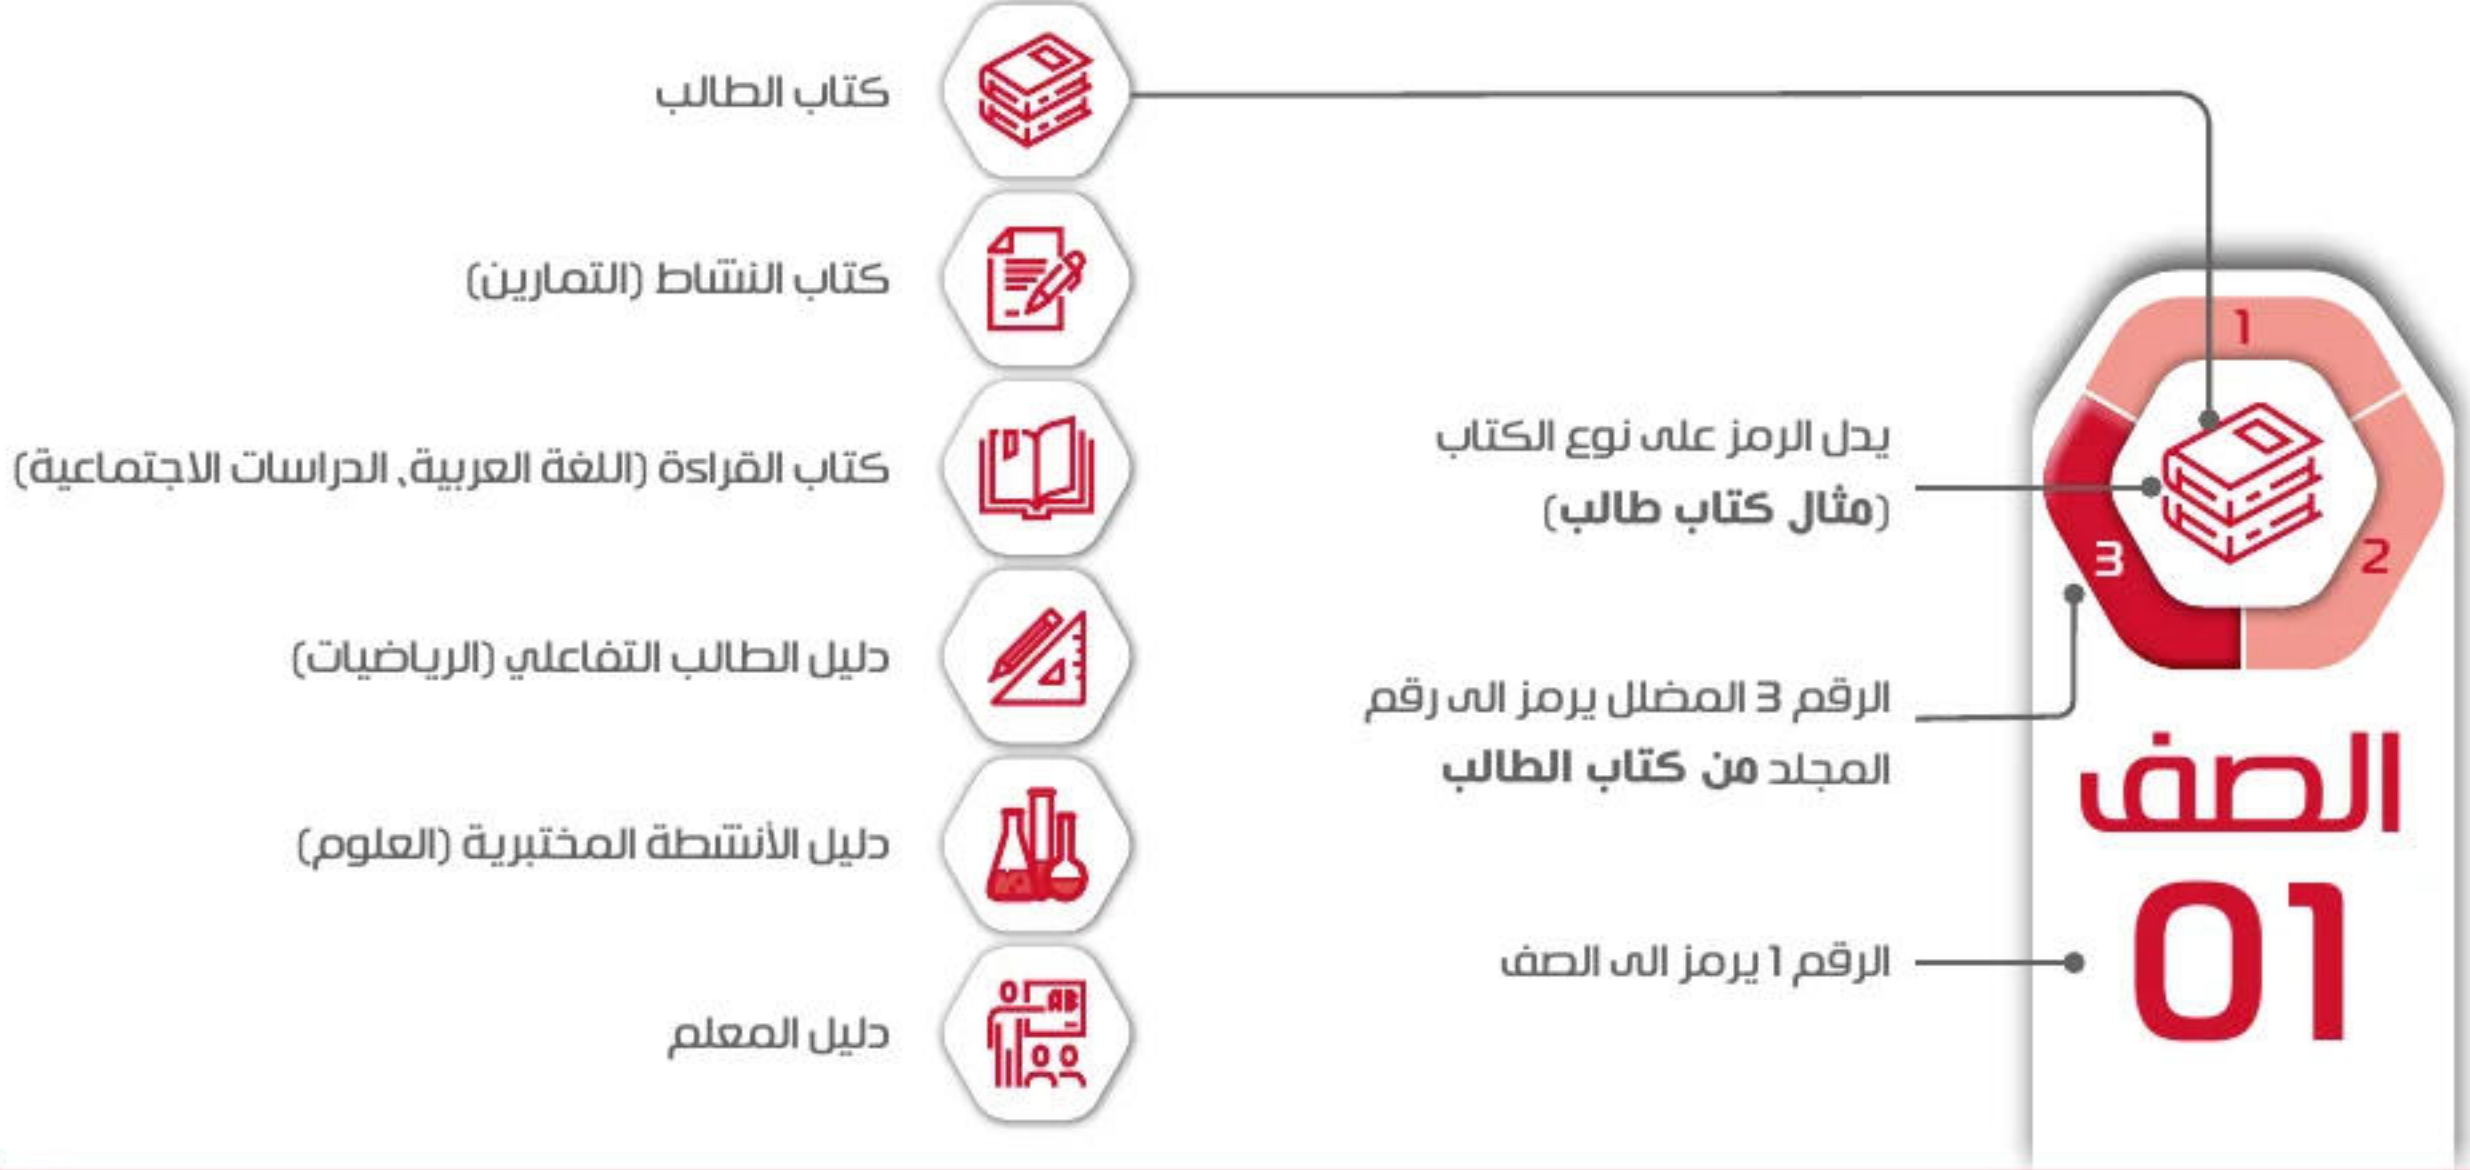 كتاب الطالب
كتاب النشاط (التمارين)
كتاب القراءة (اللغة العربية، الدراسات الاجتماعية)
دليل الطالب التفاعلي (الرياضيات)
دليل الأنشطة المختبرية (العلوم)
دليل المعلم
AB
1
2
3
يدل الرمز على نوع الكتاب
(مثال كتاب طالب)
الرقم 3 المضلل يرمز الى رقم
المجلد من كتاب الطالب
الرقم 1 يرمز الى الصف
الصف
01